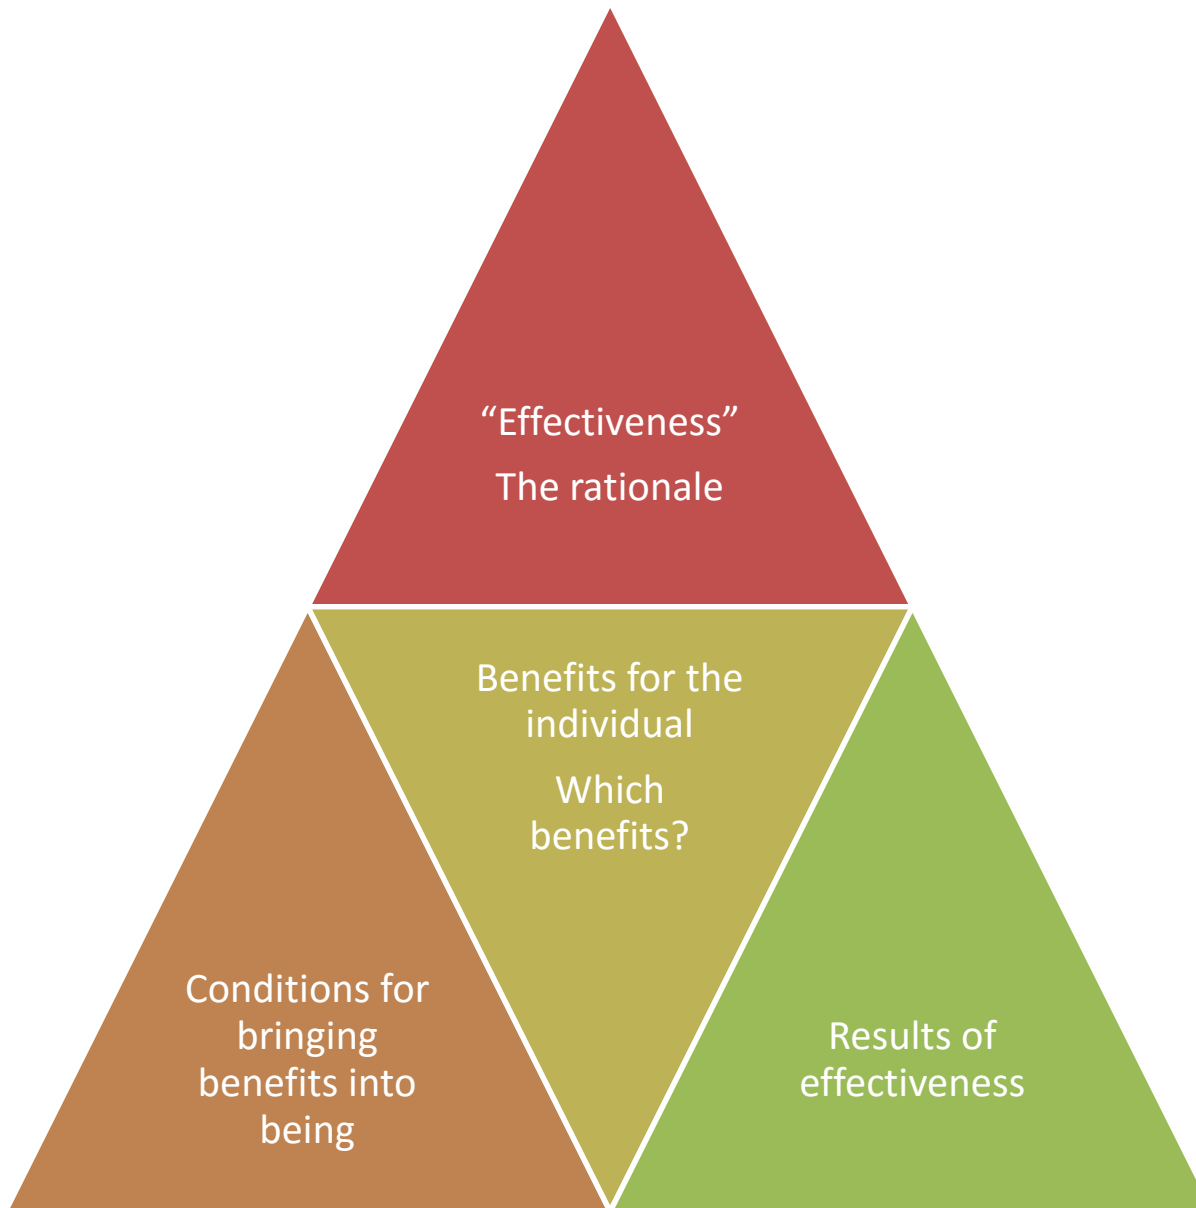 “Effectiveness”
The rationale
Benefits for the
individual
Which
benefits?
Conditions for
bringing
benefits into
being
Results of
effectiveness